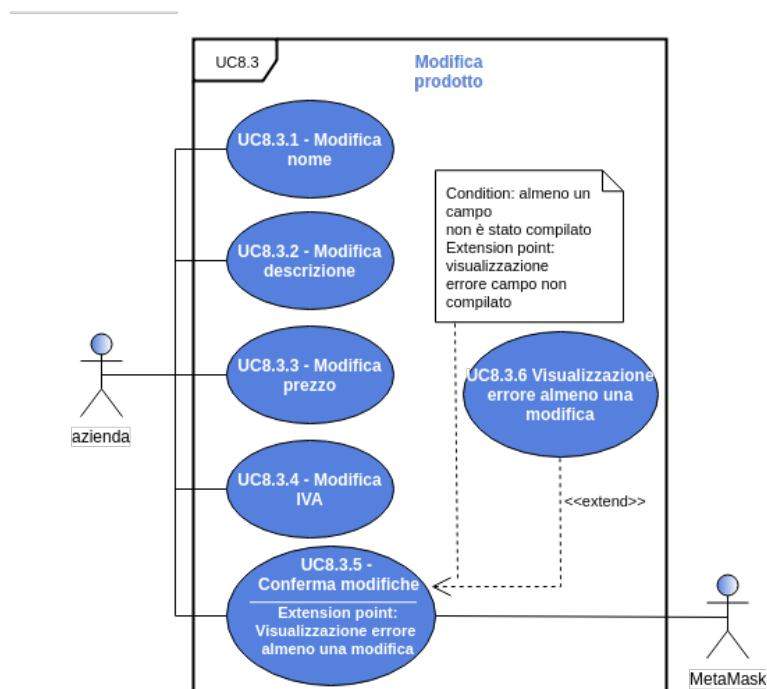 UC8.3
Modifica
prodotto
UC8.3.1 - Modifica
nome
Condition: almeno un
campo
non è stato compilato
Extension point:
visualizzazione
errore campo non
compilato
UC8.3.2 - Modifica
descrizione
UC8.3.3 - Modifica
prezzo
UC8.3.6 Visualizzazione
errore almeno una
modifica
azienda
UC8.3.4 - Modifica
IVA
<<extend>>
UC8.3.5 -
Conferma modifiche
Extension point:
Visualizzazione errore
almeno una modifica
MetaMask